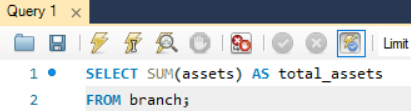 Query 1
Limit
1 SELECT SUM(assets) AS total_assets
2 FROM branch;